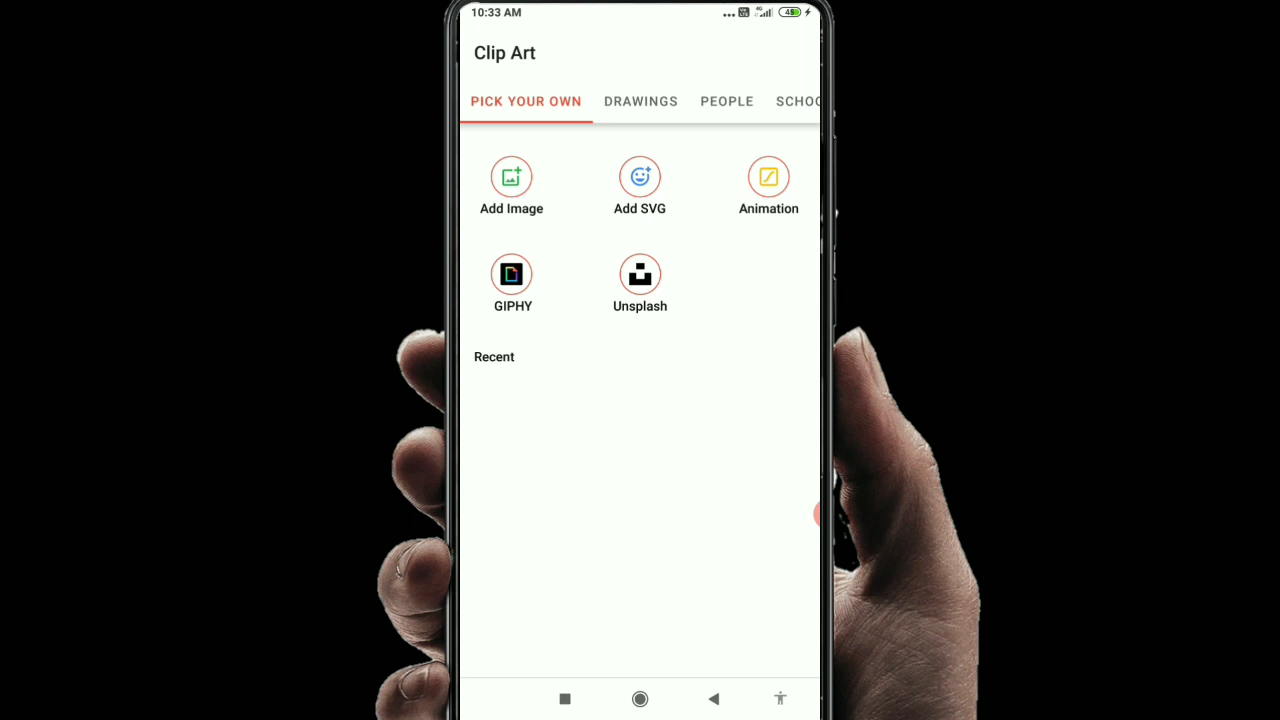 10:33 AM
4G
Clip Art
PICK YOUR OWN DRAWINGS PEOPLE SCHOO
Add Image Add SVG Animation
GIPHY Unsplash
Recent